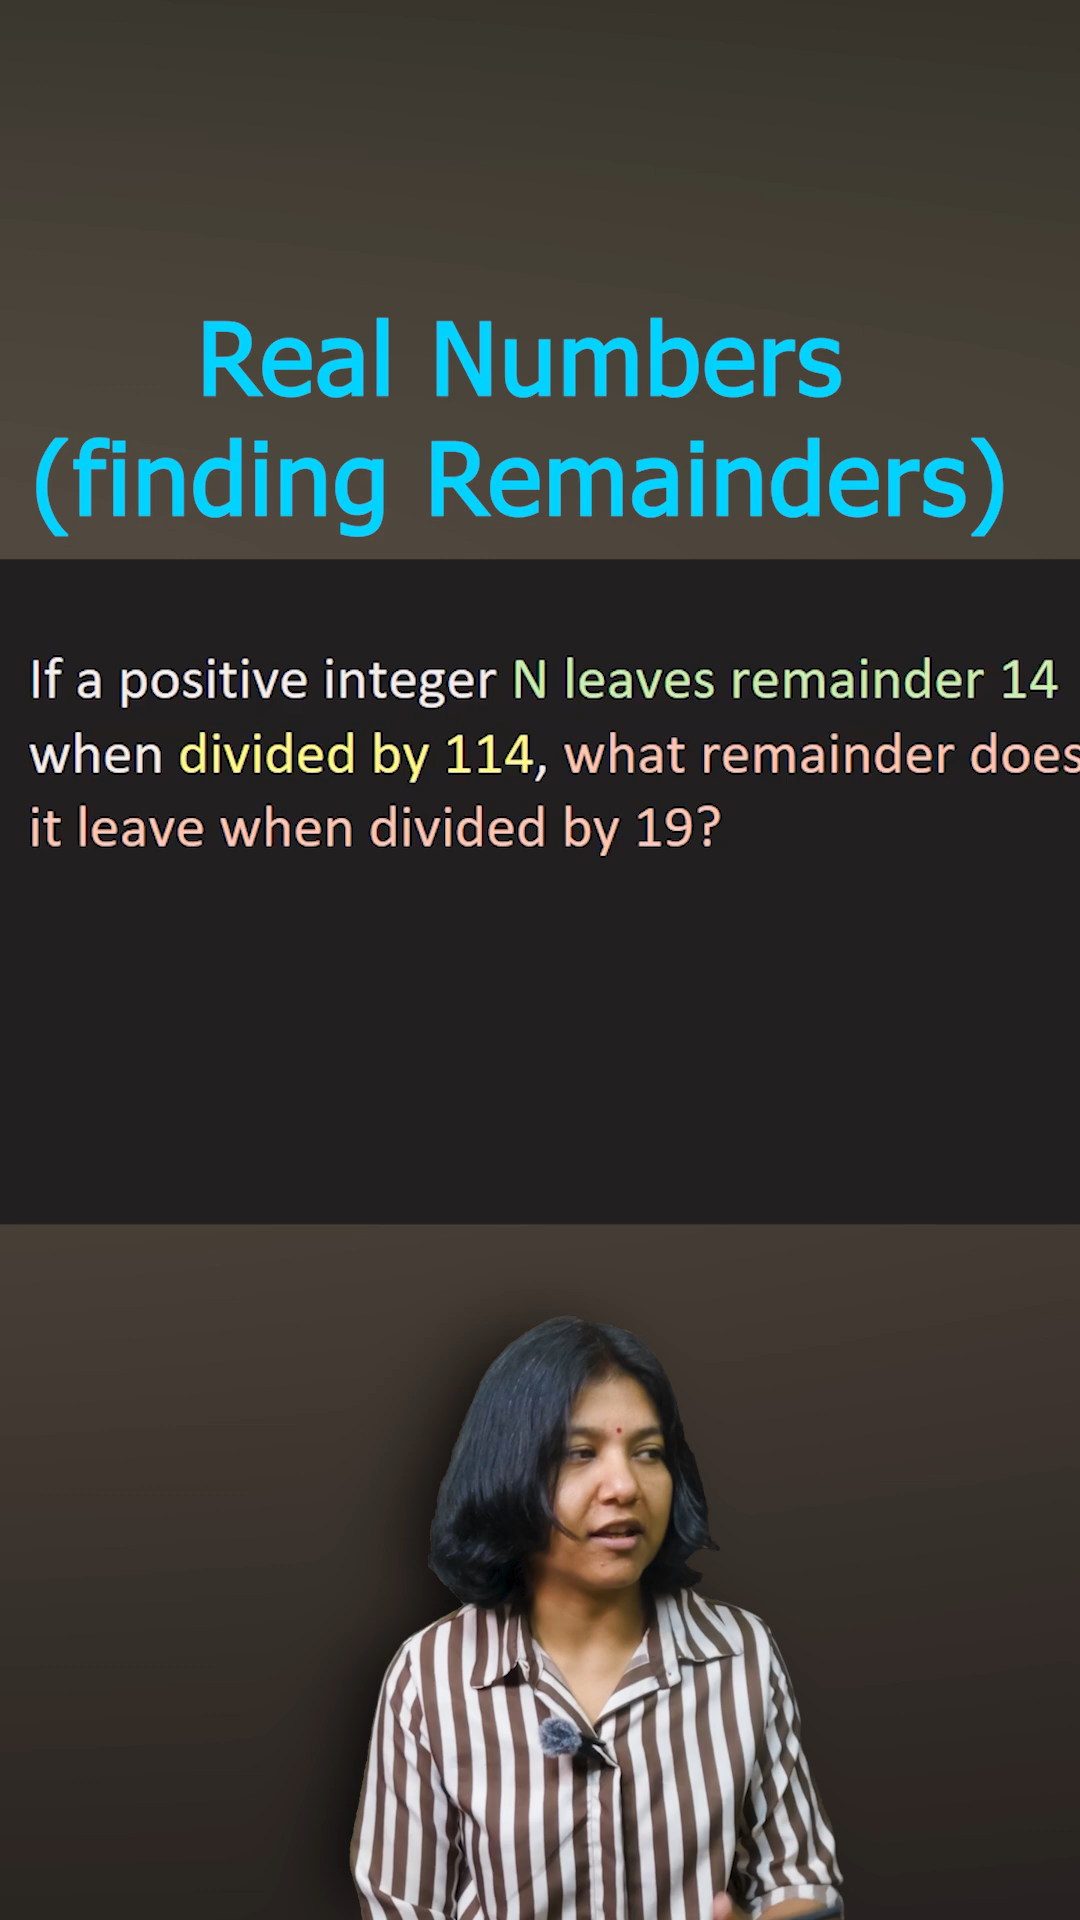 Real Numbers
(finding Remainders)
If a positive integer N leaves remainder 14
when divided by 114, what remainder does
it leave when divided by 19?